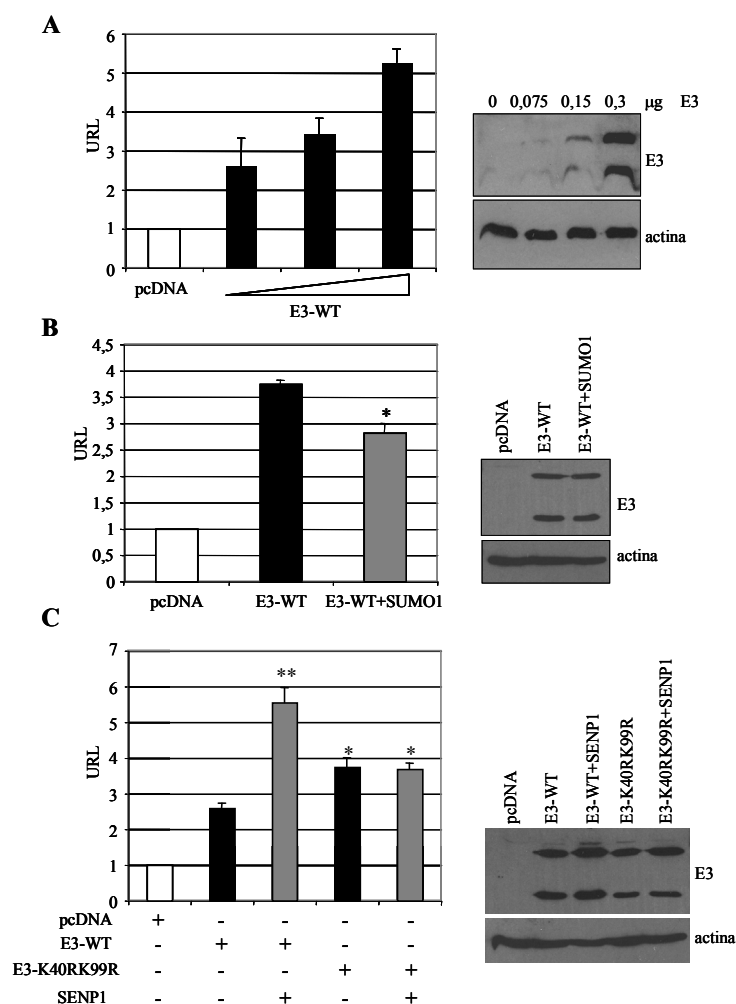 A
6
5
4
3
2
1
0
URL
pcDNA
E3-WT
0 0,075 0,15 0,3 µg E3
E3
actina
B
4,5
4
3,5
3
2,5
2
1,5
1
0,5
0
URL
*
pcDNA E3-WT E3-WT+SUMO1
pcDNA
E3-WT
E3-WT+SUMO1
E3
actina
C
7
6
5
4
3
2
1
0
URL
**
*
*
pcDNA + - - - -
E3-WT - + + - -
E3-K40RK99R - - - + +
SENP1 - - + - +
pcDNA
E3-WT
E3-WT+SENP1
E3-K40RK99R
E3-K40RK99R+SENP1
E3
actina